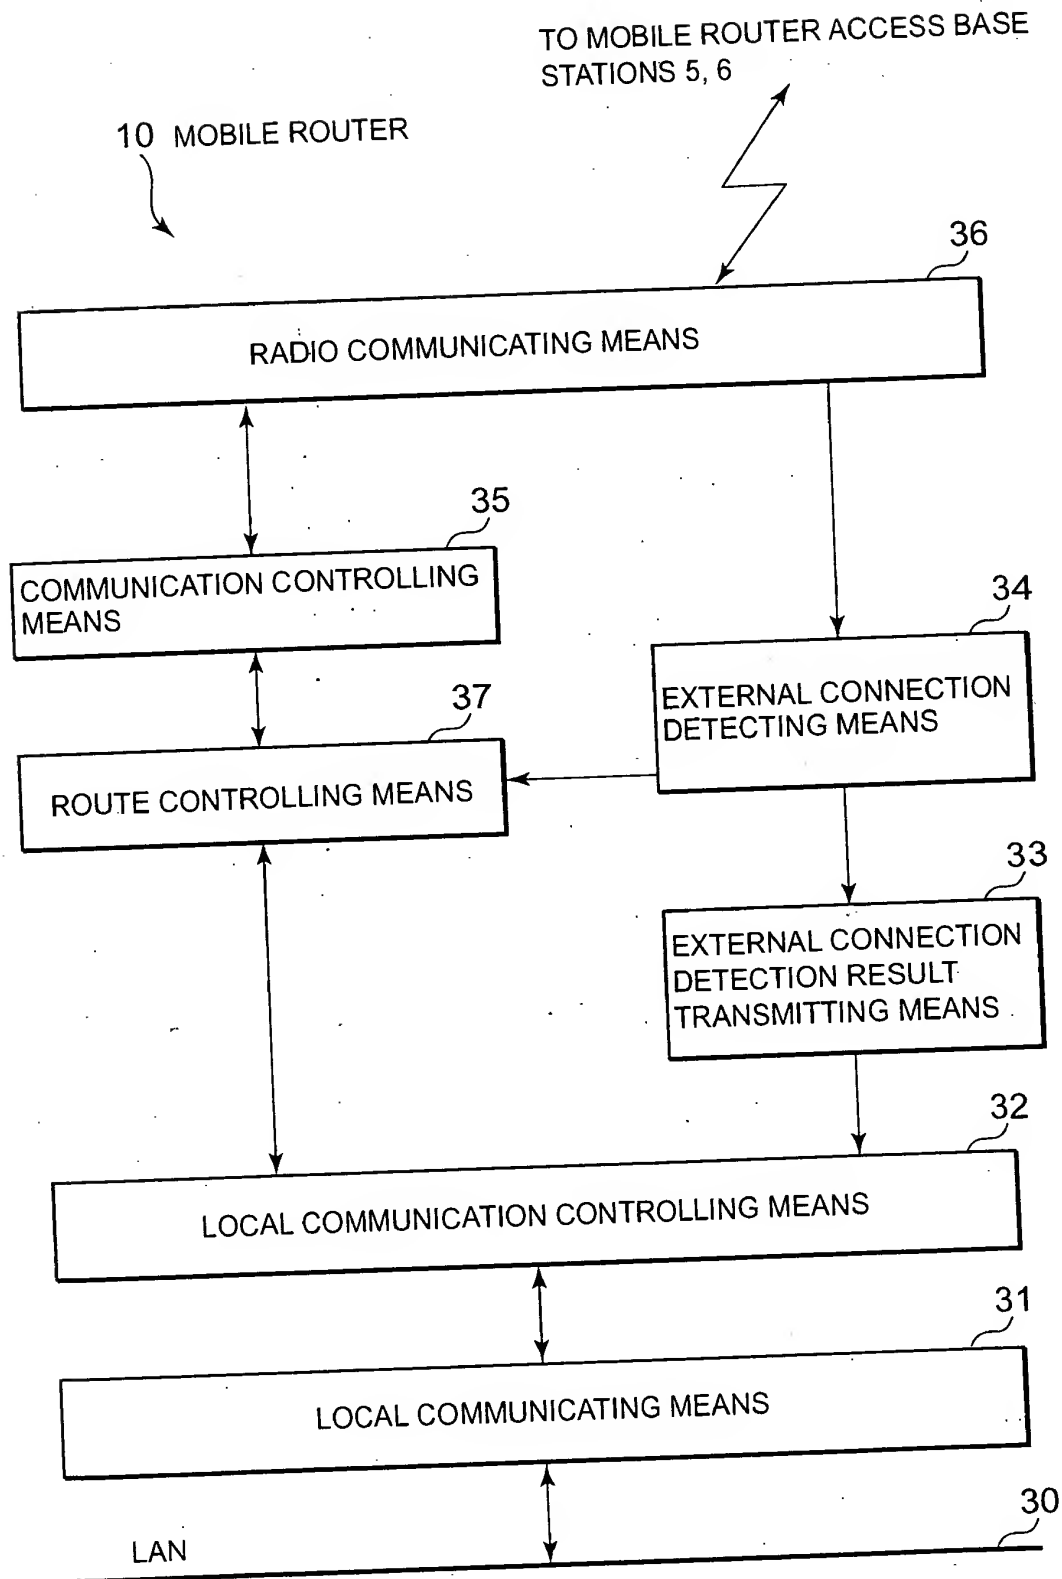 TO MOBILE ROUTER ACCESS BASE
STATIONS 5, 6
10 MOBILE ROUTER
36
RADIO COMMUNICATING MEANS
35
COMMUNICATION CONTROLLING
MEANS
34
EXTERNAL CONNECTION
DETECTING MEANS
37
ROUTE CONTROLLING MEANS
33
EXTERNAL CONNECTION
DETECTION RESULT
TRANSMITTING MEANS
32
LOCAL COMMUNICATION CONTROLLING MEANS
31
LOCAL COMMUNICATING MEANS
30
LAN